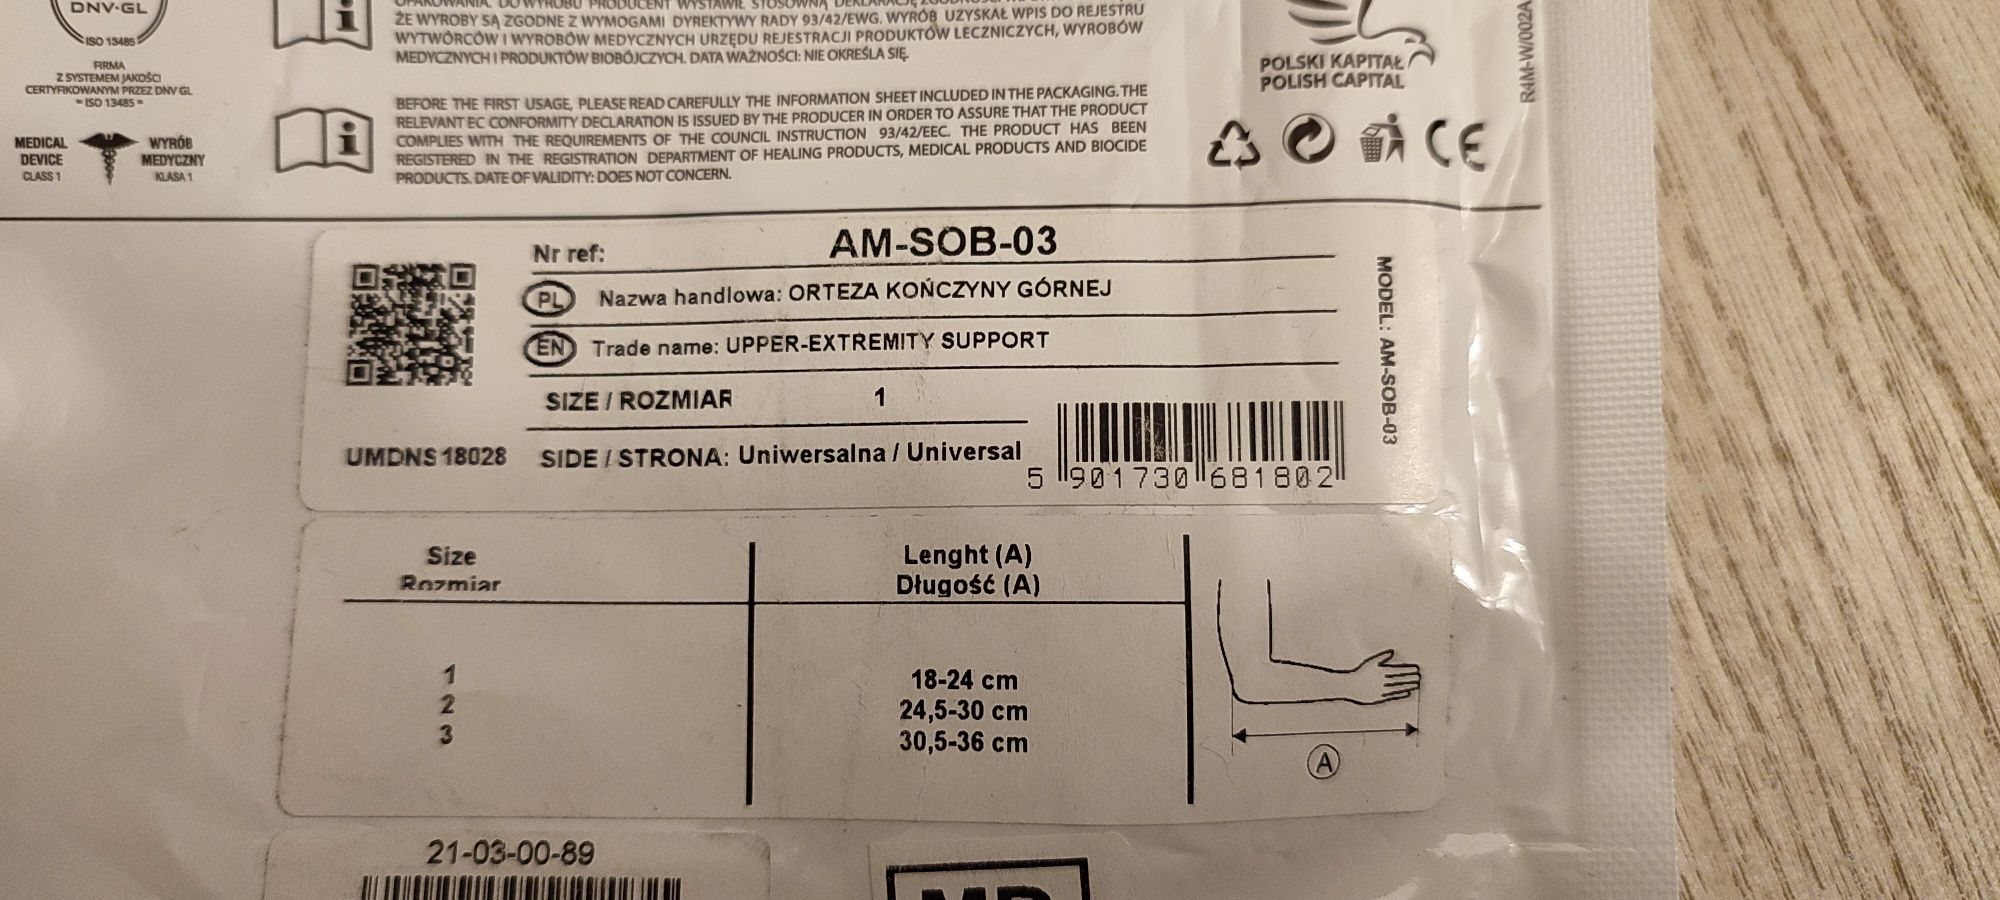 DNV·GL
ISO 13485
FIRMA
Z SYSTEMEM JAKOŚCI
CERTYFIKOWANYM PRZEZ DNV GL
= ISO 13485 =
MEDICAL
DEVICE
CLASS 1
WYRÓB
MEDYCZNY
KLASA 1
OPAKOWANIA. DO WYROBU PRODUCENT WYSTAWIŁ STOSOWNĄ
ŻE WYROBY SĄ ZGODNE Z WYMOGAMI DYREKTYWY RADY 93/42/EWG. WYRÓB UZYSKAŁ WPIS DO REJESTRU
WYTWÓRCÓW I WYROBÓW MEDYCZNYCH URZĘDU REJESTRACJI PRODUKTÓW LECZNICZYCH, WYROBÓW
MEDYCZNYCH I PRODUKTÓW BIOBÓJCZYCH. DATA WAŻNOŚCI: NIE OKREŚLA SIĘ.
BEFORE THE FIRST USAGE, PLEASE READ CAREFULLY THE INFORMATION SHEET INCLUDED IN THE PACKAGING. THE
RELEVANT EC CONFORMITY DECLARATION IS ISSUED BY THE PRODUCER IN ORDER TO ASSURE THAT THE PRODUCT
COMPLIES WITH THE REQUIREMENTS OF THE COUNCIL INSTRUCTION 93/42/EEC. THE PRODUCT HAS BEEN
REGISTERED IN THE REGISTRATION DEPARTMENT OF HEALING PRODUCTS, MEDICAL PRODUCTS AND BIOCIDE
PRODUCTS. DATE OF VALIDITY: DOES NOT CONCERN.
POLSKI KAPITAŁ
POLISH CAPITAL
CE
R4M-W/002A
Nr ref: AM-SOB-03
PL Nazwa handlowa: ORTEZA KOŃCZYNY GÓRNEJ
EN Trade name: UPPER-EXTREMITY SUPPORT
SIZE / ROZMIAR 1
UMDNS 18028 SIDE / STRONA: Uniwersalna / Universal
5 901730 681802
MODEL: AM-SOB-03
Size Lenght (A)
Rozmiar Długość (A)
1 18-24 cm
2 24,5-30 cm
3 30,5-36 cm
A
21-03-00-89
MD